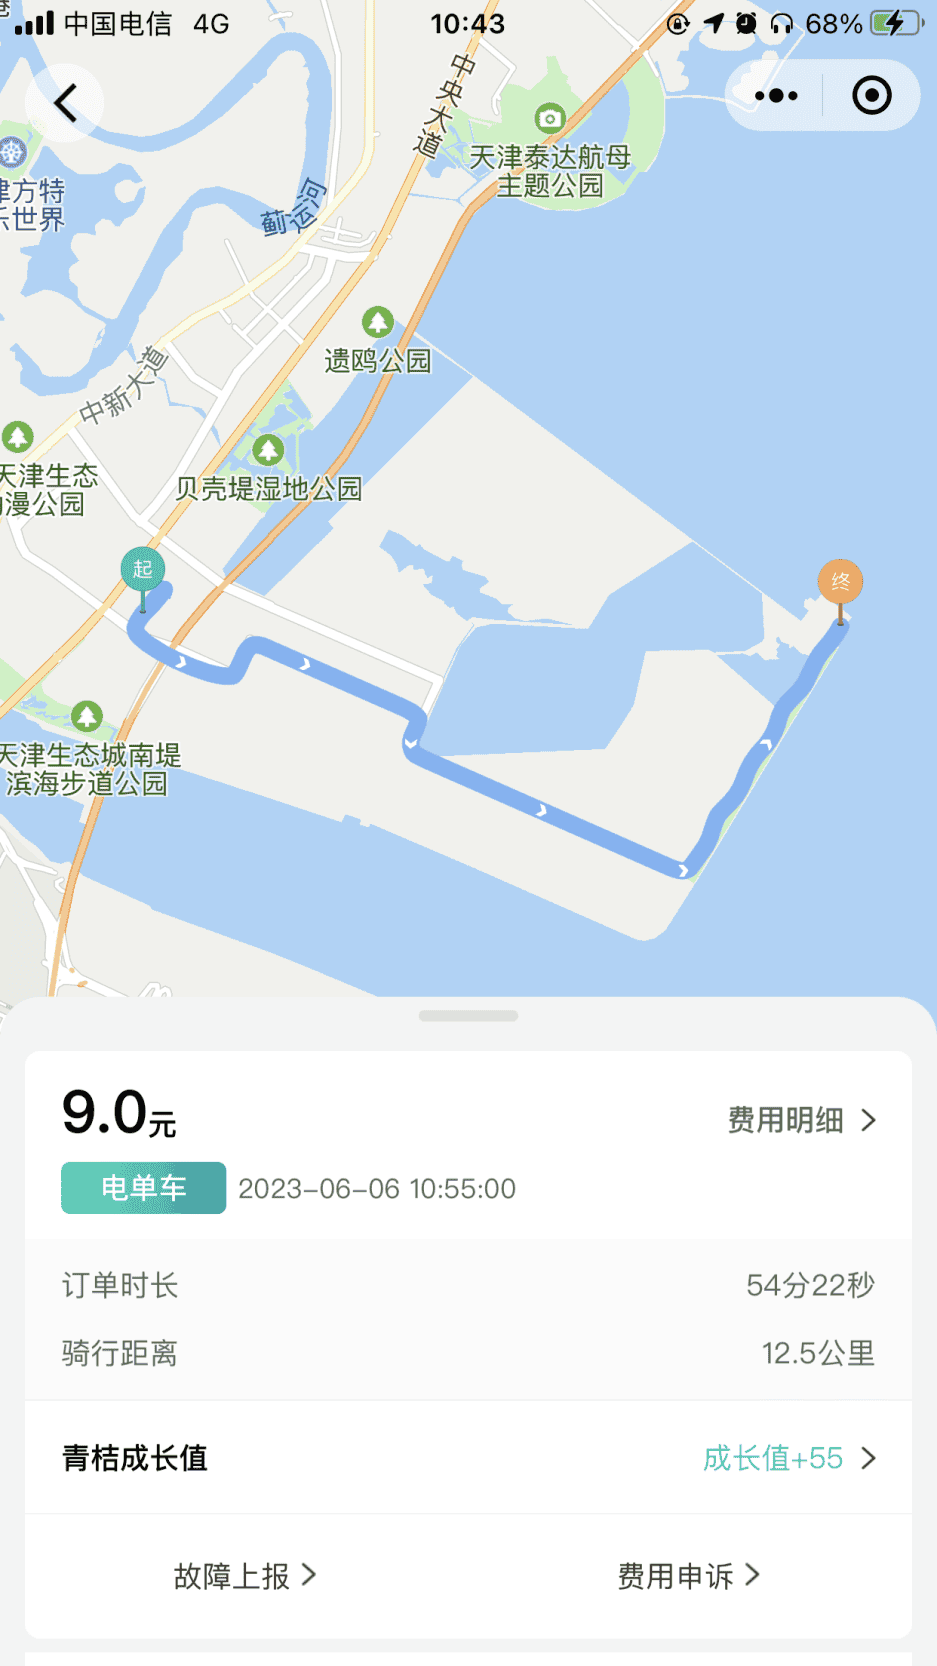 中国电信 4G 10:43 68%
中央大道
天津泰达航母
主题公园
方特
世界
蓟运河
遗鸥公园
中新大道
天津生态
漫公园
贝壳堤湿地公园
起
终
天津生态城南堤
滨海步道公园
9.0元 费用明细
电单车 2023-06-06 10:55:00
订单时长 54分22秒
骑行距离 12.5公里
青桔成长值 成长值+55
故障上报 费用申诉